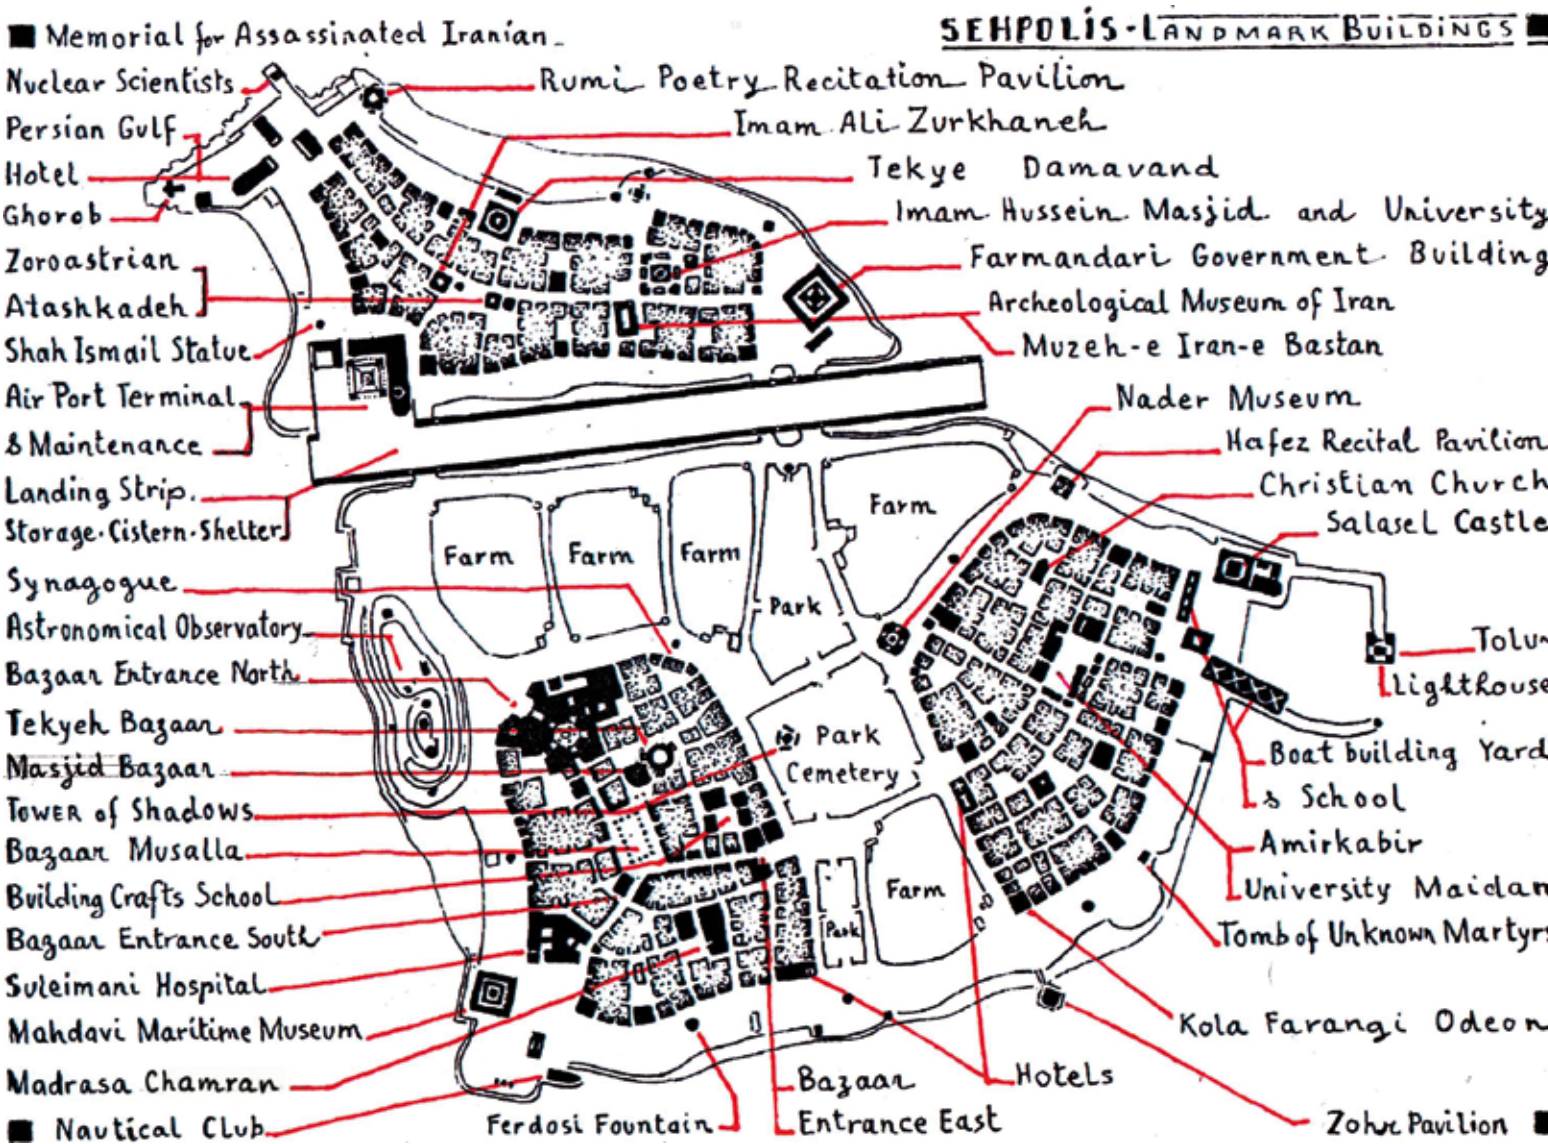 SEHPOLIS-LANDMARK BUILDINGS
Memorial for Assassinated Iranian
Nuclear Scientists
Persian Gulf
Hotel
Ghorob
Zoroastrian
Atashkadeh
Shah Ismail Statue
Air Port Terminal
& Maintenance
Landing Strip
Storage-Cistern-Shelter
Synagogue
Astronomical Observatory
Bazaar Entrance North
Tekyeh Bazaar
Masjid Bazaar
TOWER of SHADOWS
Bazaar Musalla
Building Crafts School
Bazaar Entrance South
Suleimani Hospital
Mahdavi Maritime Museum
Madrasa Chamran
Nautical Club
Rumi Poetry Recitation Pavilion
Imam Ali Zurkhaneh
Tekye Damavand
Imam Hussein Masjid and University
Farmandari Government Building
Archeological Museum of Iran
Muzeh-e Iran-e Bastan
Nader Museum
Hafez Recital Pavilion
Christian Church
Salasel Castle
Farm
Farm
Farm
Farm
Park
Park
Cemetery
Farm
Park
Lighthouse
Boat building Yard
& School
Amirkabir
University Maidan
Tomb of Unknown Martyrs
Kola Farangi Odeon
Hotels
Bazaar
Entrance East
Ferdosi Fountain
Pavilion